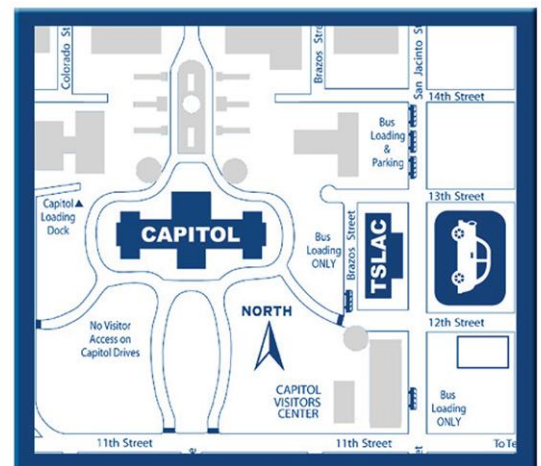 Colorado St
Brazos Stre
San Jacinto St
14th Street
Bus
Loading
&
Parking
13th Street
Capitol
Loading
Dock
CAPITOL
Bus
Loading
ONLY
Brazos Street
TSLAC
NORTH
12th Street
No Visitor
Access on
Capitol Drives
CAPITOL
VISITORS
CENTER
Bus
Loading
ONLY
11th Street
11th Street
To Te